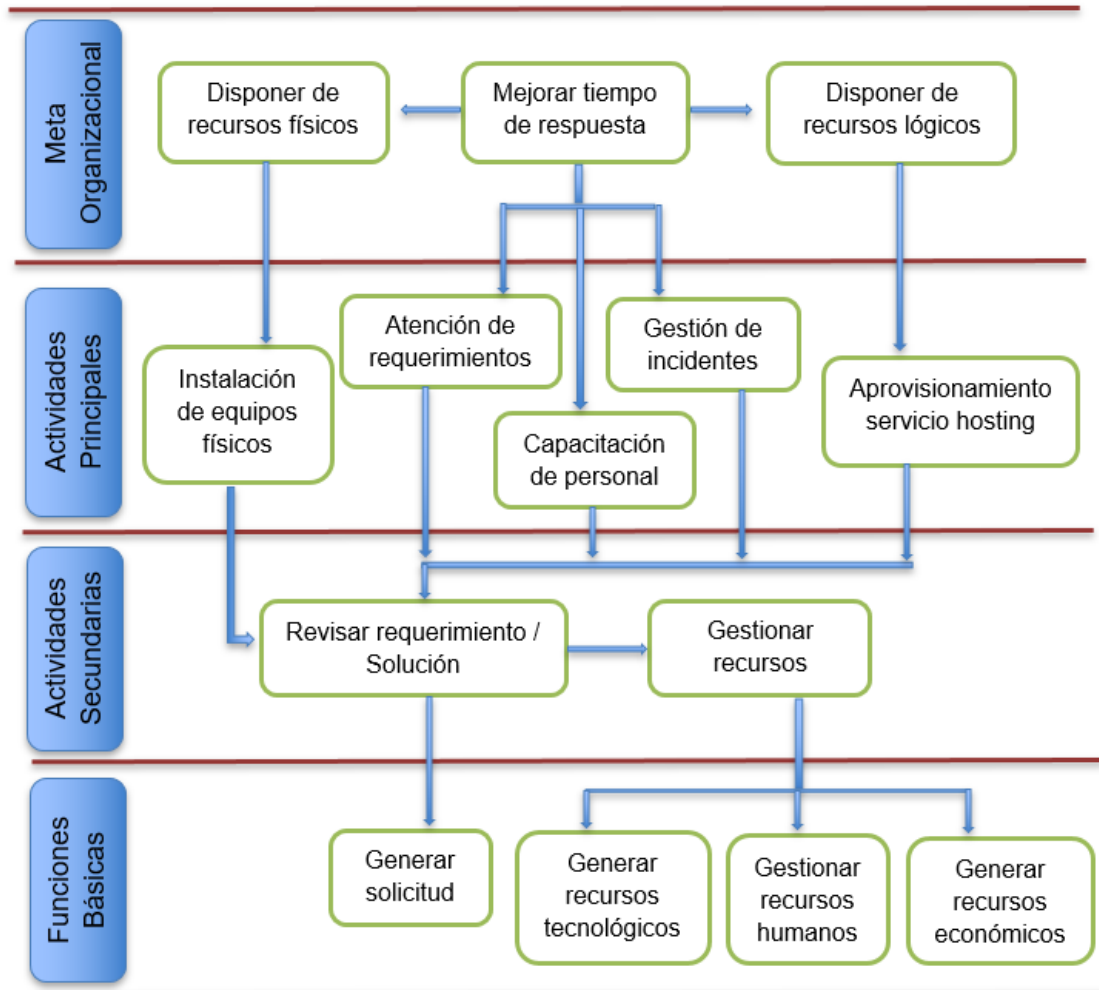 Meta
Organizacional
Disponer de
recursos físicos
Mejorar tiempo
de respuesta
Disponer de
recursos lógicos
Actividades
Principales
Instalación
de equipos
físicos
Atención de
requerimientos
Capacitación
de personal
Gestión de
incidentes
Aprovisionamiento
servicio hosting
Actividades
Secundarias
Revisar requerimiento /
Solución
Gestionar
recursos
Funciones
Básicas
Generar
solicitud
Generar
recursos
tecnológicos
Gestionar
recursos
humanos
Generar
recursos
económicos